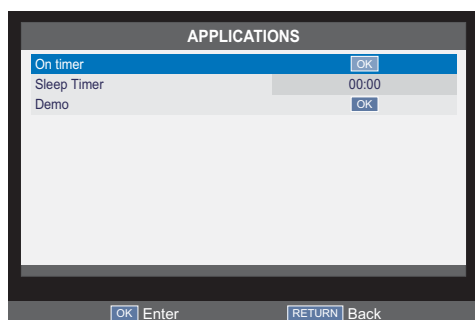 APPLICATIONS
On timer OK
Sleep Timer 00:00
Demo OK
OK Enter RETURN Back